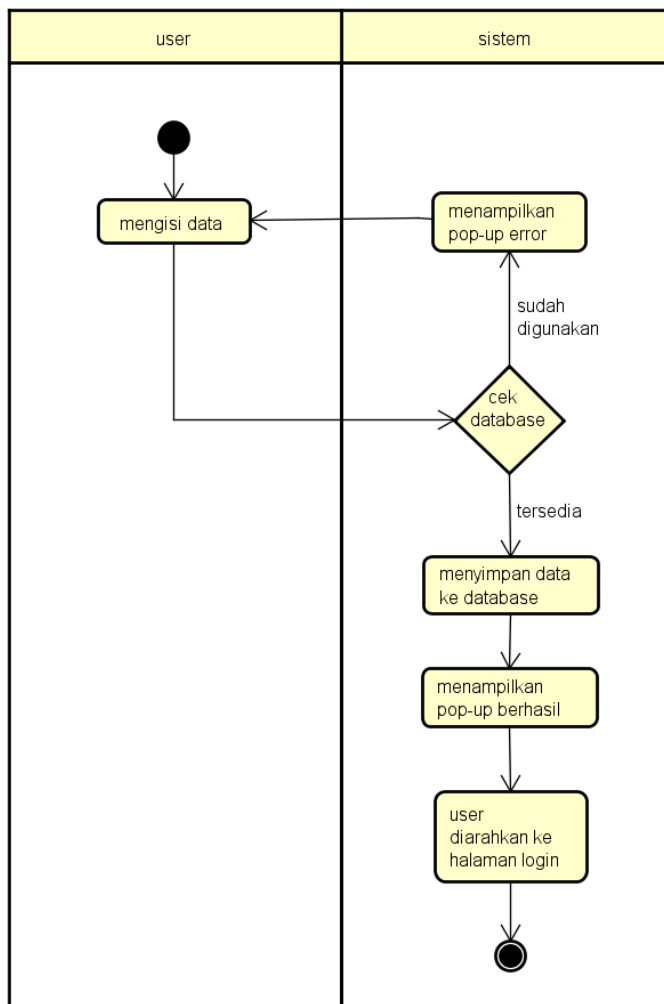 user
sistem
mengisi data
menampilkan
pop-up error
sudah
digunakan
cek
database
tersedia
menyimpan data
ke database
menampilkan
pop-up berhasil
user
diarahkan ke
halaman login